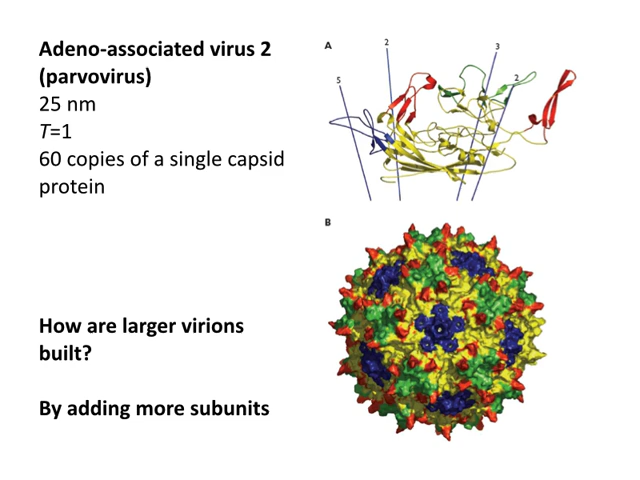 Adeno-associated virus 2
(parvovirus)
25 nm
T=1
60 copies of a single capsid
protein
How are larger virions
built?
By adding more subunits
A
2
3
2
5
B